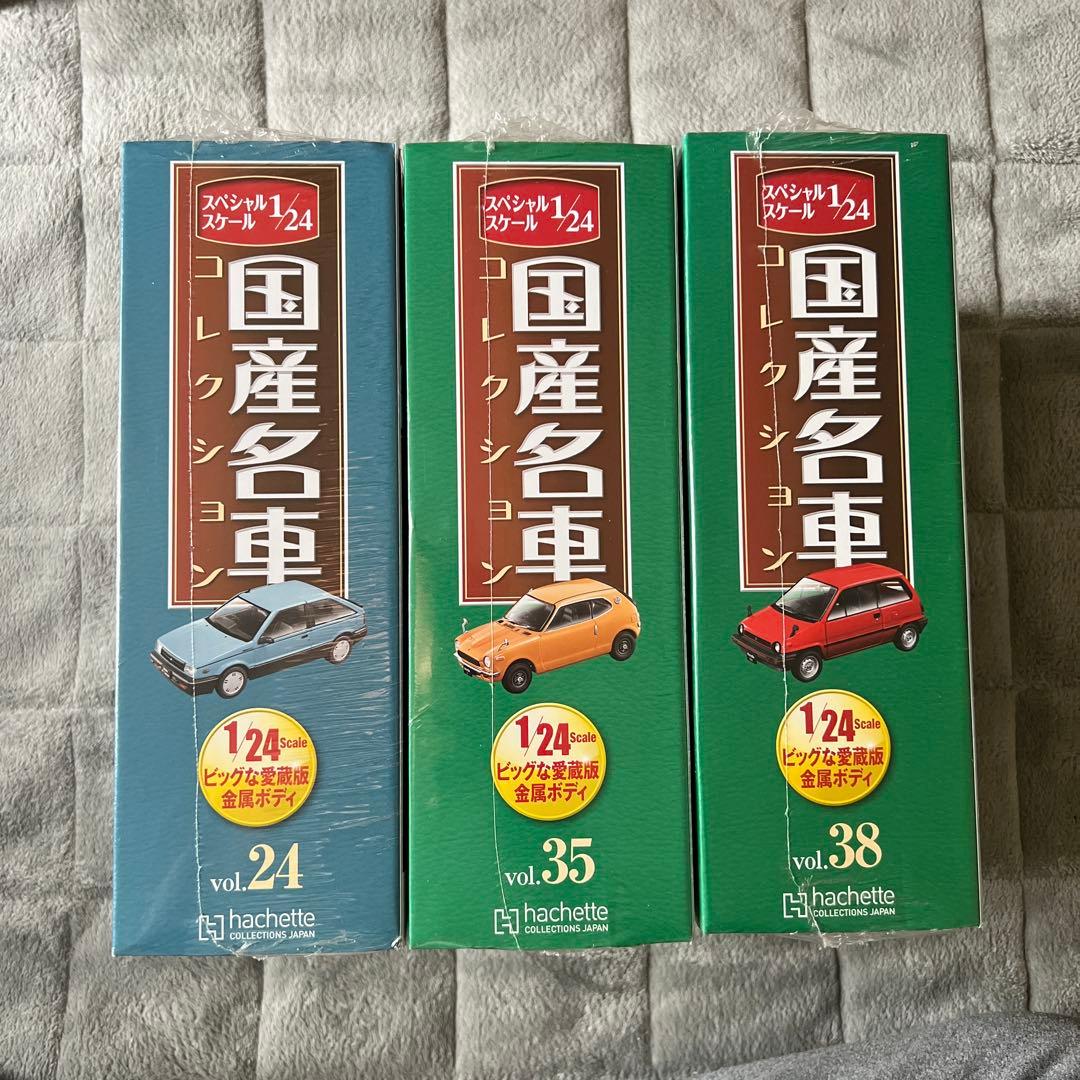 スペシャル
スケール 1/24
国産名車
コレクション
1/24 Scale
ビッグな愛蔵版
金属ボディ
vol.24
hachette
COLLECTIONS JAPAN
スペシャル
スケール 1/24
国産名車
コレクション
1/24 Scale
ビッグな愛蔵版
金属ボディ
vol.35
hachette
COLLECTIONS JAPAN
スペシャル
スケール 1/24
国産名車
コレクション
1/24 Scale
ビッグな愛蔵版
金属ボディ
vol.38
hachette
COLLECTIONS JAPAN